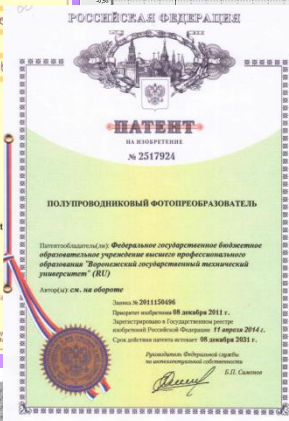 РОССИЙСКАЯ ФЕДЕРАЦИЯ
ПАТЕНТ
НА ИЗОБРЕТЕНИЕ
№ 2517924
ПОЛУПРОВОДНИКОВЫЙ ФОТОПРЕОБРАЗОВАТЕЛЬ
Патентообладатель(ли): Федеральное государственное бюджетное
образовательное учреждение высшего профессионального
образования "Воронежский государственный технический
университет" (RU)
Автор(ы): см. на обороте
Заявка № 2011150496
Приоритет изобретения 08 декабря 2011 г.
Зарегистрировано в Государственном реестре
изобретений Российской Федерации 11 апреля 2014 г.
Срок действия патента истекает 08 декабря 2031 г.
Руководитель Федеральной службы
по интеллектуальной собственности
Б.П. Симонов